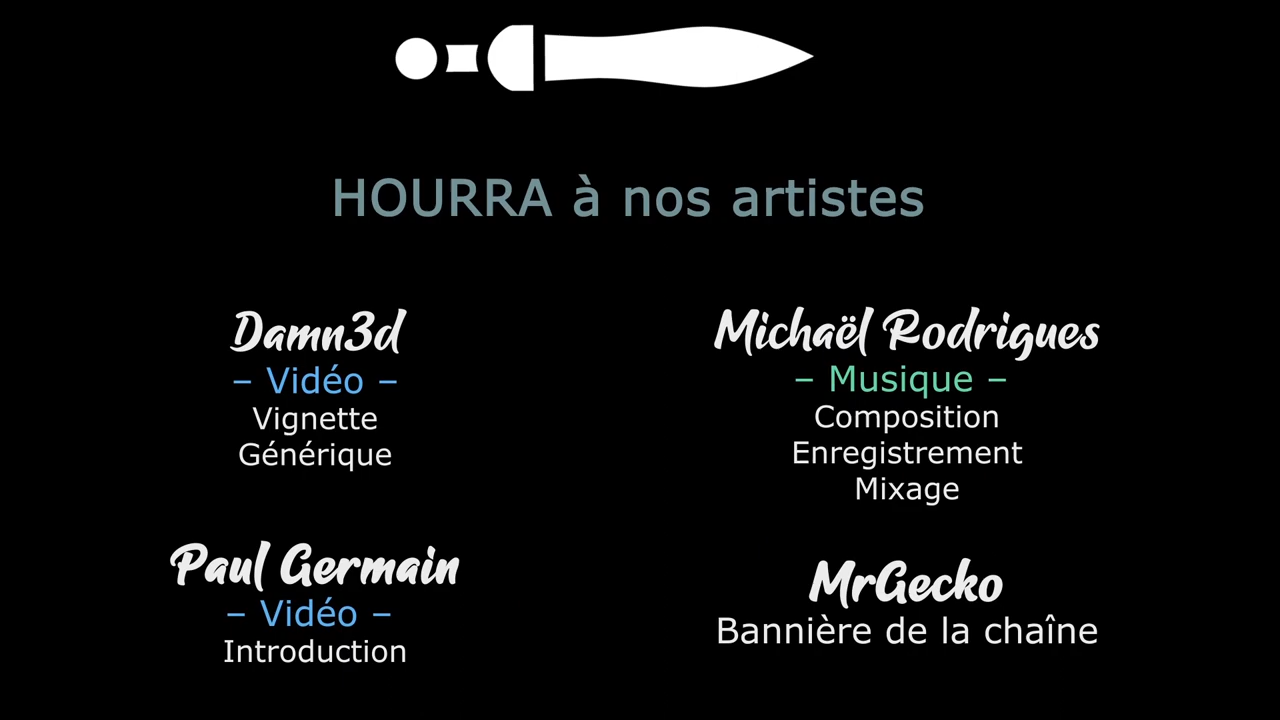 HOURRA à nos artistes
Damn3d
– Vidéo –
Vignette
Générique
Michaël Rodrigues
– Musique –
Composition
Enregistrement
Mixage
Paul Germain
– Vidéo –
Introduction
MrGecko
Bannière de la chaîne